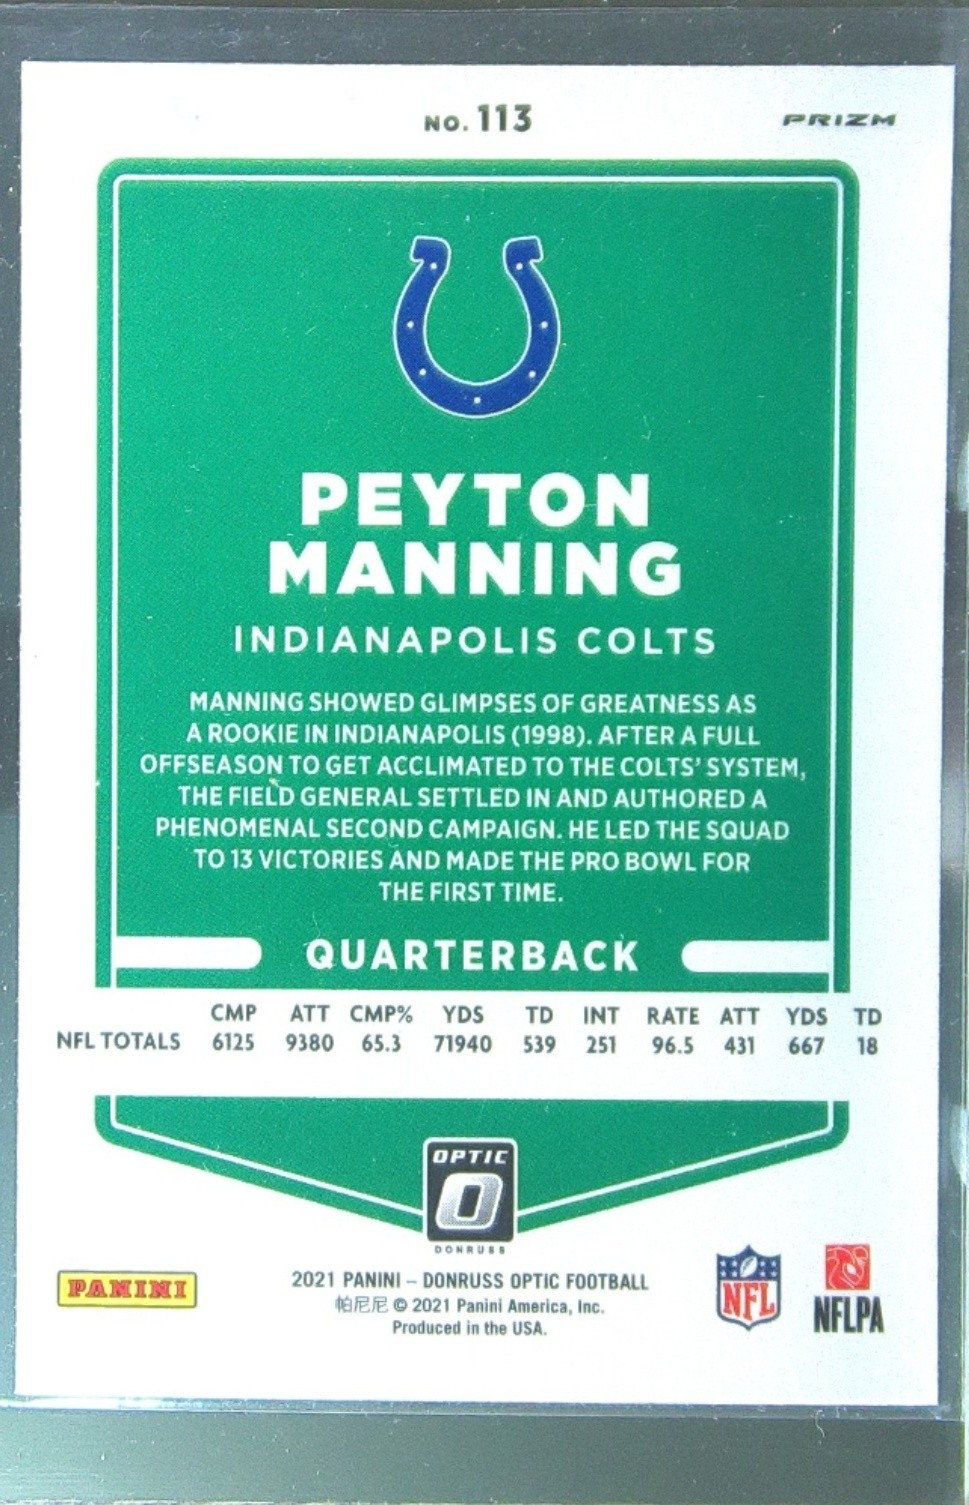 NO. 113
PRIZM
PEYTON
MANNING
INDIANAPOLIS COLTS
MANNING SHOWED GLIMPSES OF GREATNESS AS
A ROOKIE IN INDIANAPOLIS (1998). AFTER A FULL
OFFSEASON TO GET ACCLIMATED TO THE COLTS' SYSTEM,
THE FIELD GENERAL SETTLED IN AND AUTHORED A
PHENOMENAL SECOND CAMPAIGN. HE LED THE SQUAD
TO 13 VICTORIES AND MADE THE PRO BOWL FOR
THE FIRST TIME.
QUARTERBACK
CMP ATT CMP% YDS TD INT RATE ATT YDS TD
NFL TOTALS 6125 9380 65.3 71940 539 251 96.5 431 667 18
OPTIC
O
DONRUSS
PANINI
2021 PANINI – DONRUSS OPTIC FOOTBALL
帕尼尼 © 2021 Panini America, Inc.
Produced in the USA.
NFL
NFLPA